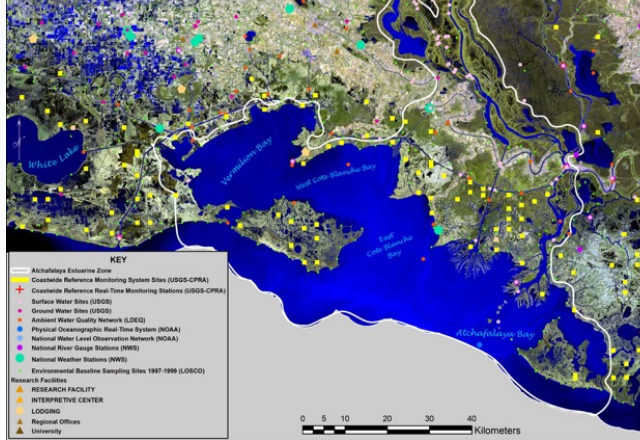 White Lake
Vermilion Bay
West Cote Blanche Bay
East
Cote Blanche
Bay
Atchafalaya Bay
KEY
Atchafalaya Estuarine Zone
Coastwide Reference Monitoring System Sites (USGS-CPRA)
Coastwide Reference Real-Time Monitoring Stations (USGS-CPRA)
Surface Water Sites (USGS)
Ground Water Sites (USGS)
Ambient Water Quality Network (LDEQ)
Physical Oceanographic Real-Time System (NOAA)
National Water Level Observation Network (NOAA)
National River Gauge Stations (NWS)
National Weather Stations (NWS)
Environmental Baseline Sampling Sites 1997-1999 (LOSCO)
Research Facilities
RESEARCH FACILITY
INTERPRETIVE CENTER
LODGING
Regional Offices
University
0 5 10 20 30 40
Kilometers